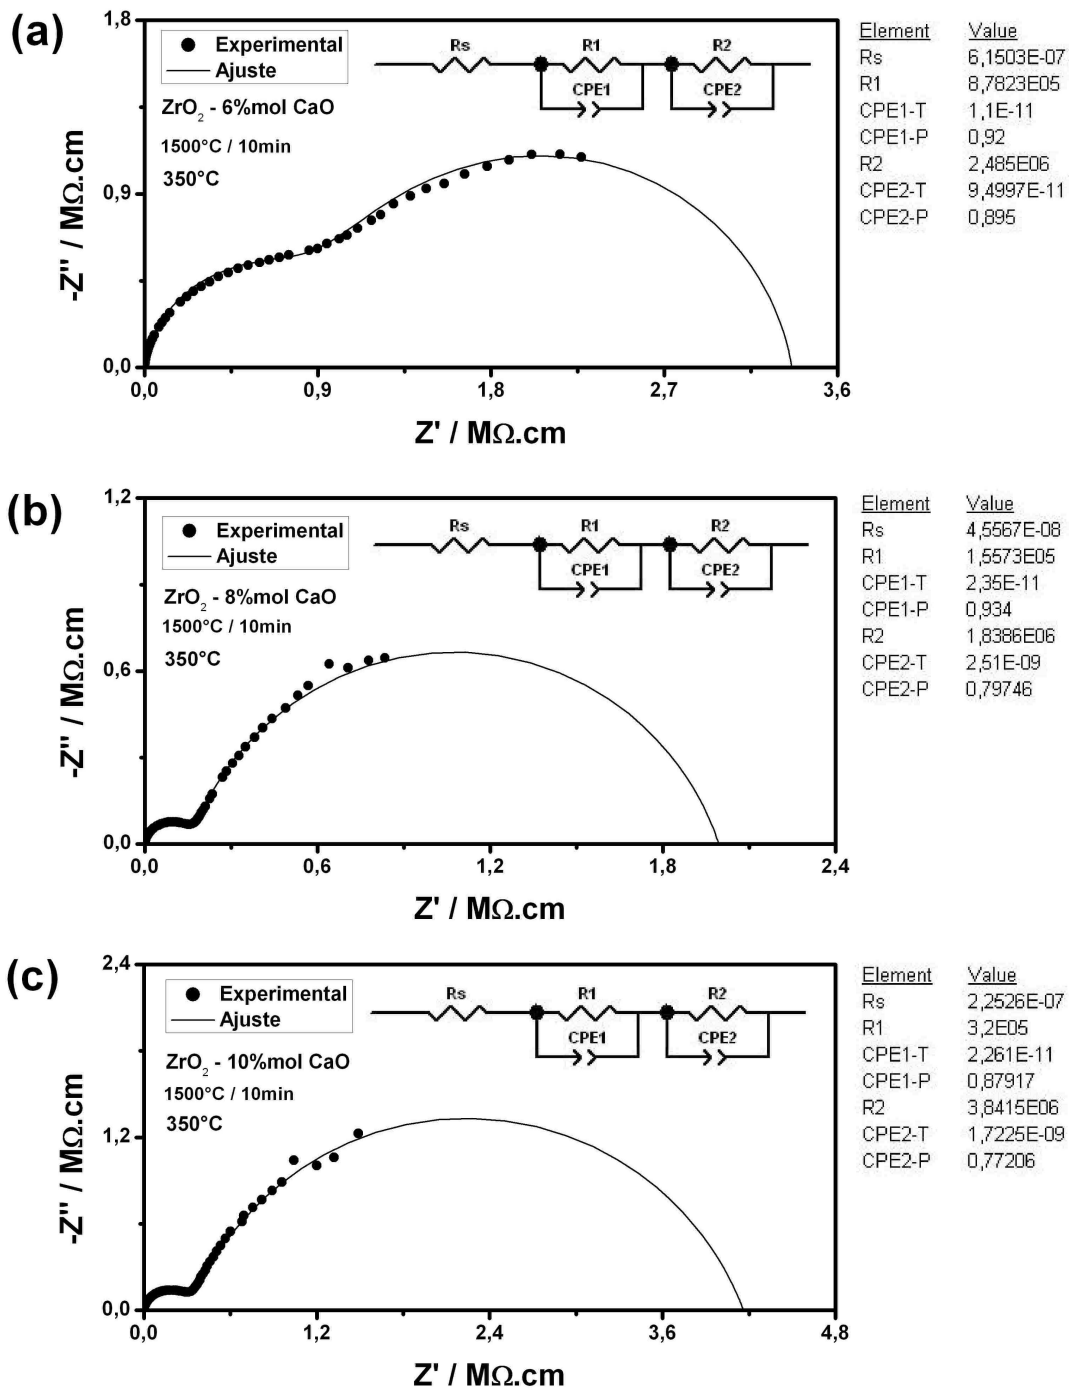 (a)
1,8
0,9
0,0
-Z'' / MΩ.cm
Experimental
Ajuste
ZrO2 - 6%mol CaO
1500°C / 10min
350°C
Rs R1 R2
CPE1 CPE2
0,0 0,9 1,8 2,7 3,6
Z' / MΩ.cm
Element Value
Rs 6,1503E-07
R1 8,7823E05
CPE1-T 1,1E-11
CPE1-P 0,92
R2 2,485E06
CPE2-T 9,4997E-11
CPE2-P 0,895
(b)
1,2
0,6
0,0
-Z'' / MΩ.cm
Experimental
Ajuste
ZrO2 - 8%mol CaO
1500°C / 10min
350°C
Rs R1 R2
CPE1 CPE2
0,0 0,6 1,2 1,8 2,4
Z' / MΩ.cm
Element Value
Rs 4,5567E-08
R1 1,5573E05
CPE1-T 2,35E-11
CPE1-P 0,934
R2 1,8386E06
CPE2-T 2,51E-09
CPE2-P 0,79746
(c)
2,4
1,2
0,0
-Z'' / MΩ.cm
Experimental
Ajuste
ZrO2 - 10%mol CaO
1500°C / 10min
350°C
Rs R1 R2
CPE1 CPE2
0,0 1,2 2,4 3,6 4,8
Z' / MΩ.cm
Element Value
Rs 2,2526E-07
R1 3,2E05
CPE1-T 2,261E-11
CPE1-P 0,87917
R2 3,8415E06
CPE2-T 1,7225E-09
CPE2-P 0,77206